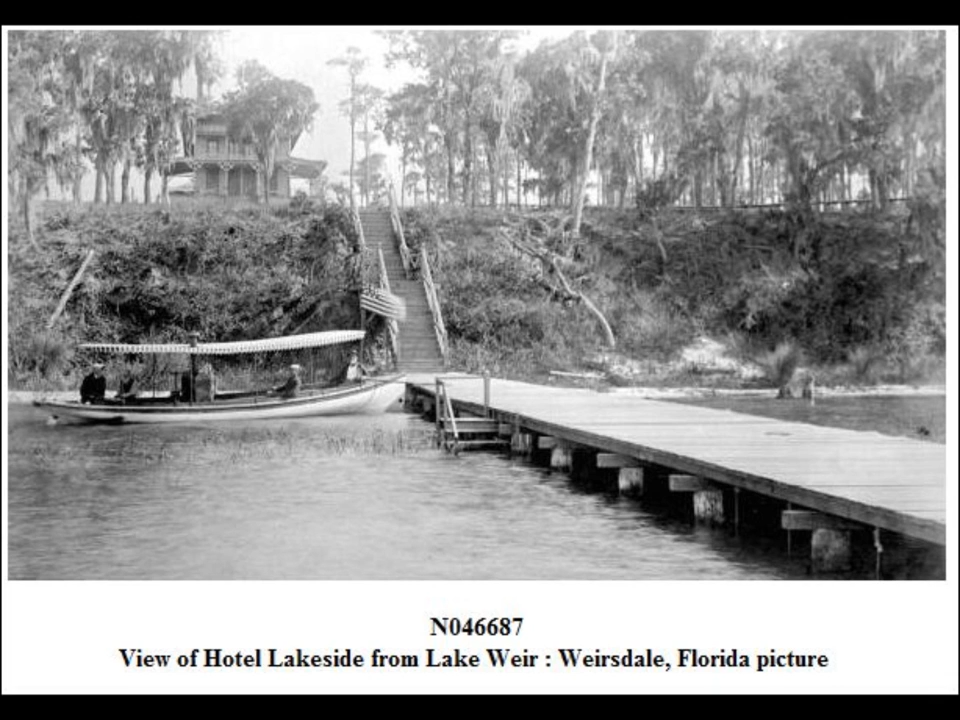 N046687
View of Hotel Lakeside from Lake Weir : Weirsdale, Florida picture